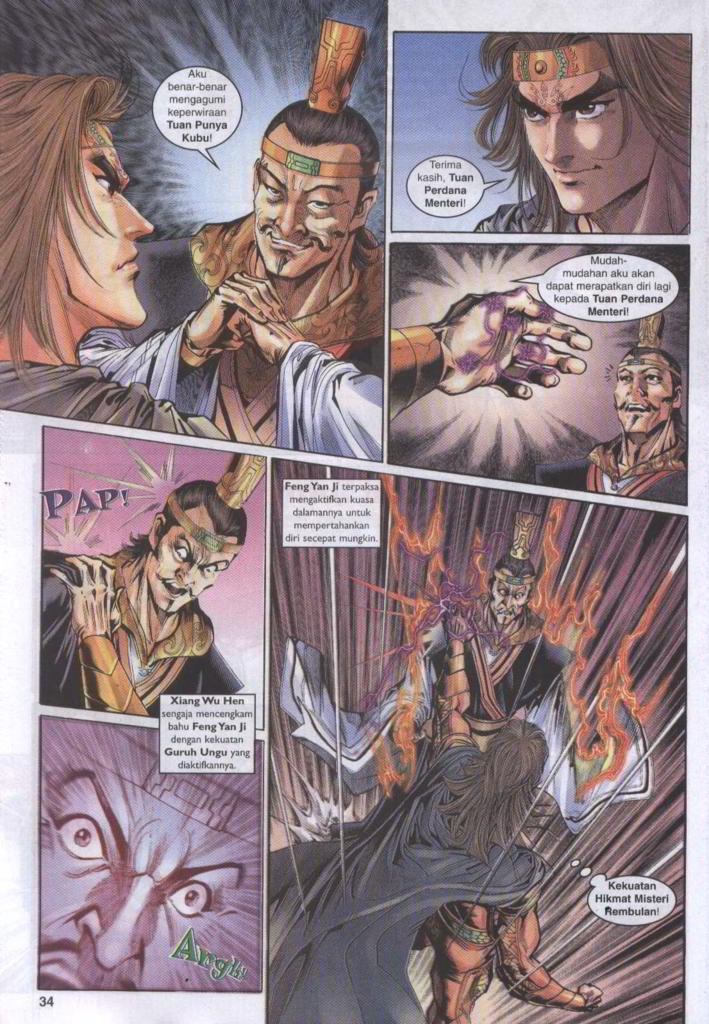 Aku
benar-benar
mengagumi
keperwiraan
Tuan Punya
Kubu!
Terima
kasih, Tuan
Perdana
Menteri!
Mudah-
mudahan aku akan
dapat merapatkan diri lagi
kepada Tuan Perdana
Menteri!
PAP!
Xiang Wu Hen
sengaja mencengkam
bahu Feng Yan Ji
dengan kekuatan
Guruh Ungu yang
diaktifkannya.
Argh!
Feng Yan Ji terpaksa
mengaktifkan kuasa
dalamannya untuk
mempertahankan
diri secepat mungkin.
Kekuatan
Hikmat Misteri
Rembulan!
34